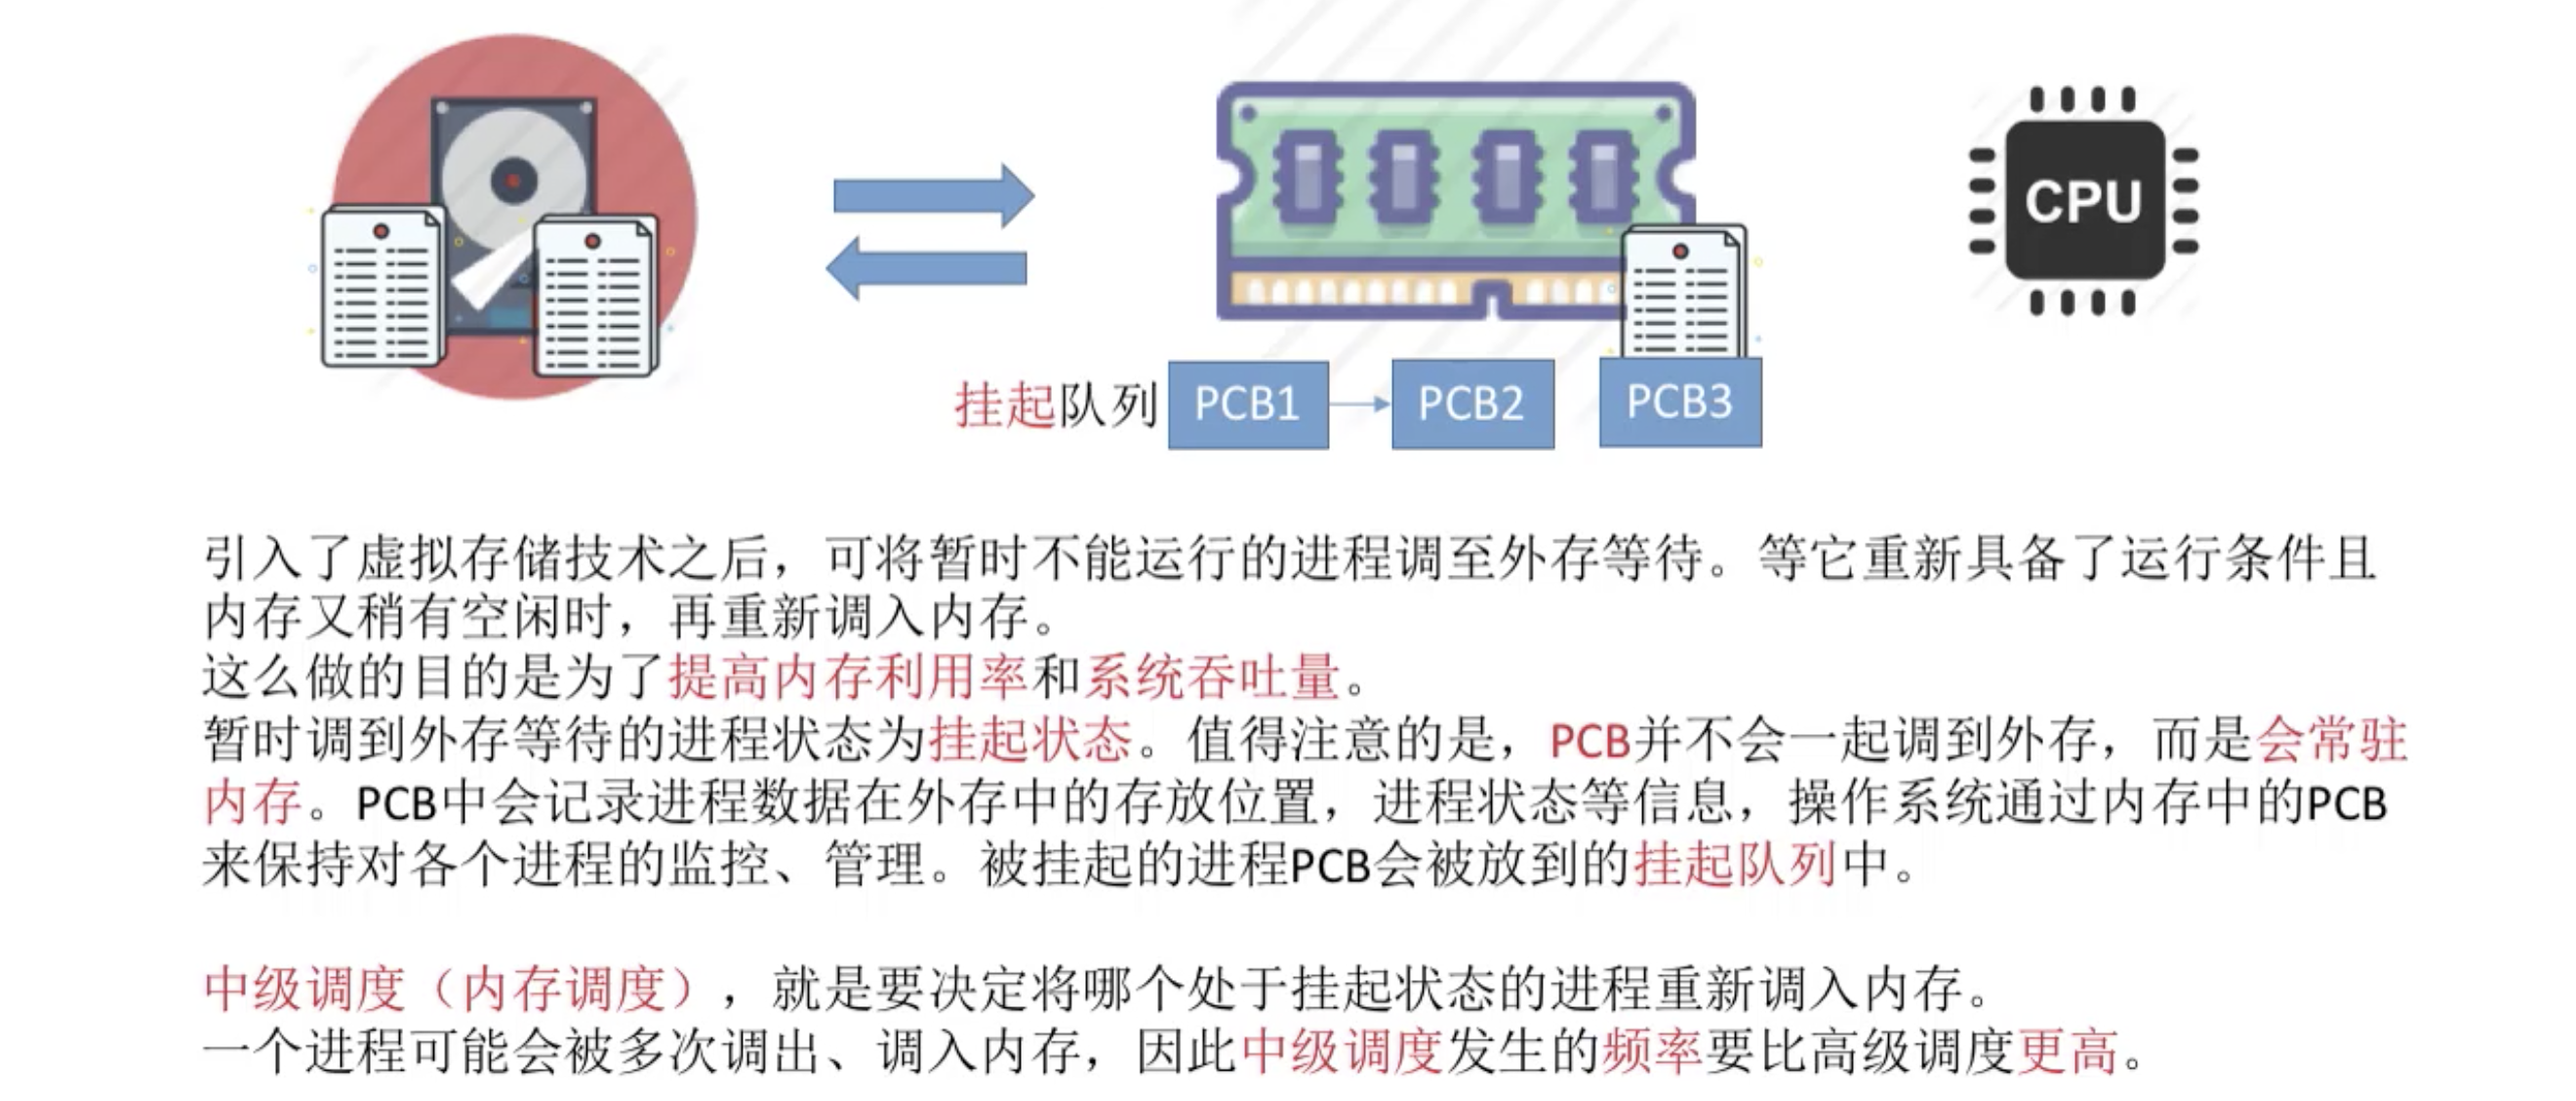 CPU
挂起队列 PCB1 PCB2 PCB3
引入了虚拟存储技术之后，可将暂时不能运行的进程调至外存等待。等它重新具备了运行条件且
内存又稍有空闲时，再重新调入内存。
这么做的目的是为了提高内存利用率和系统吞吐量。
暂时调到外存等待的进程状态为挂起状态。值得注意的是，PCB并不会一起调到外存，而是会常驻
内存。PCB中会记录进程数据在外存中的存放位置，进程状态等信息，操作系统通过内存中的PCB
来保持对各个进程的监控、管理。被挂起的进程PCB会被放到的挂起队列中。
中级调度（内存调度），就是要决定将哪个处于挂起状态的进程重新调入内存。
一个进程可能会被多次调出、调入内存，因此中级调度发生的频率要比高级调度更高。